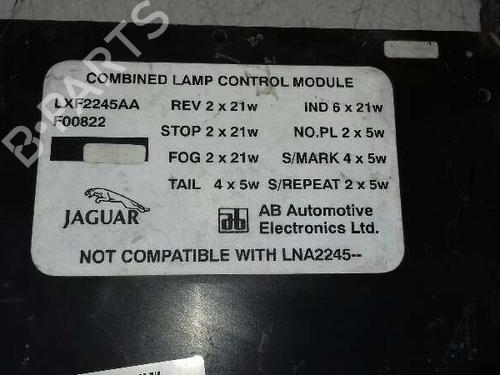 B-PARTS
COMBINED LAMP CONTROL MODULE
LXF2245AA REV 2 x 21w IND 6 x 21w
F00822 STOP 2 x 21w NO.PL 2 x 5w
FOG 2 x 21w S/MARK 4 x 5w
TAIL 4 x 5w S/REPEAT 2 x 5w
JAGUAR ab AB Automotive
Electronics Ltd.
NOT COMPATIBLE WITH LNA2245--